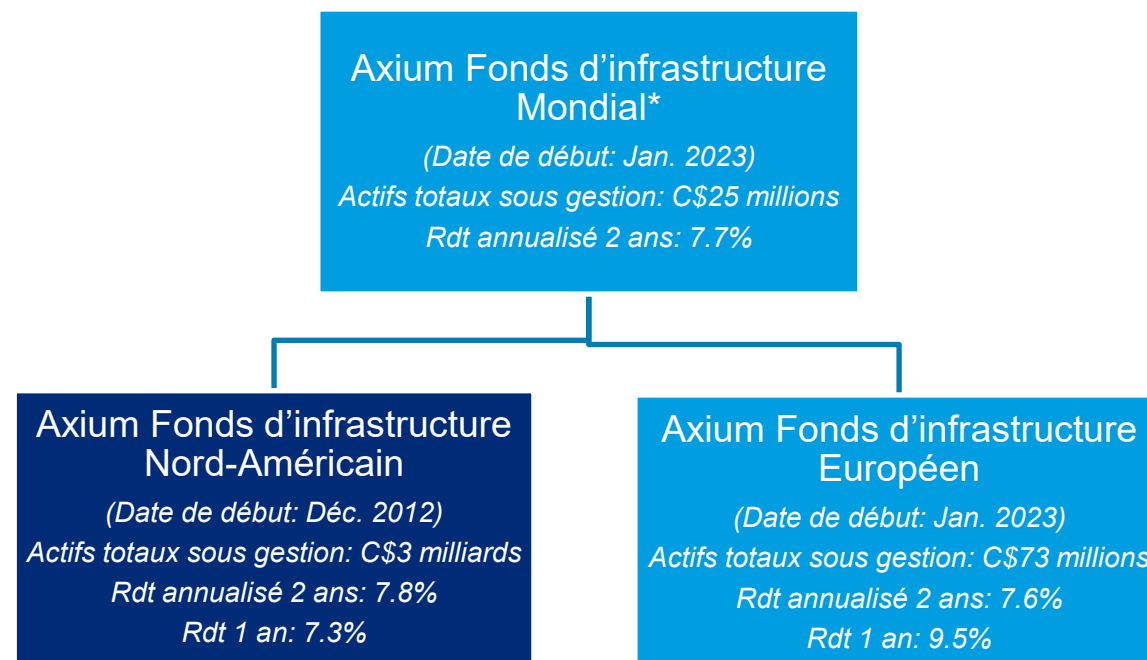 Axium Fonds d’infrastructure
Mondial*
(Date de début: Jan. 2023)
Actifs totaux sous gestion: C$25 millions
Rdt annualisé 2 ans: 7.7%
Axium Fonds d’infrastructure
Nord-Américain
(Date de début: Déc. 2012)
Actifs totaux sous gestion: C$3 milliards
Rdt annualisé 2 ans: 7.8%
Rdt 1 an: 7.3%
Axium Fonds d’infrastructure
Européen
(Date de début: Jan. 2023)
Actifs totaux sous gestion: C$73 millions
Rdt annualisé 2 ans: 7.6%
Rdt 1 an: 9.5%